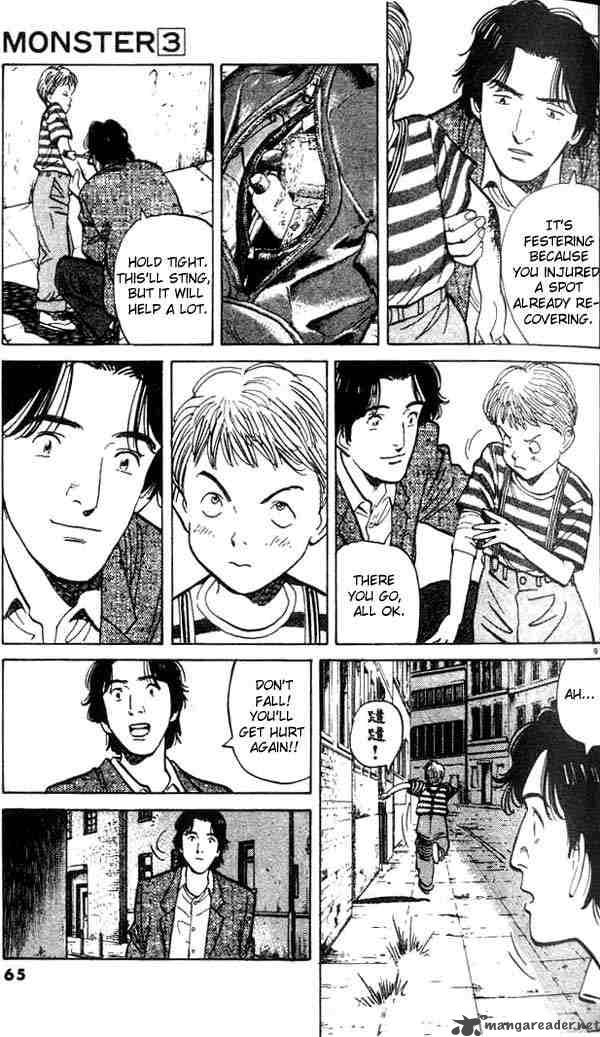 MONSTER 3
IT'S
FESTERING
BECAUSE
YOU INJURED
A SPOT
ALREADY RE-
COVERING.
HOLD TIGHT.
THIS'LL STING,
BUT IT WILL
HELP A LOT.
THERE
YOU GO,
ALL OK.
9
AH...
DON'T
FALL! YOU'LL
GET HURT
AGAIN!!
65
mangareader.net